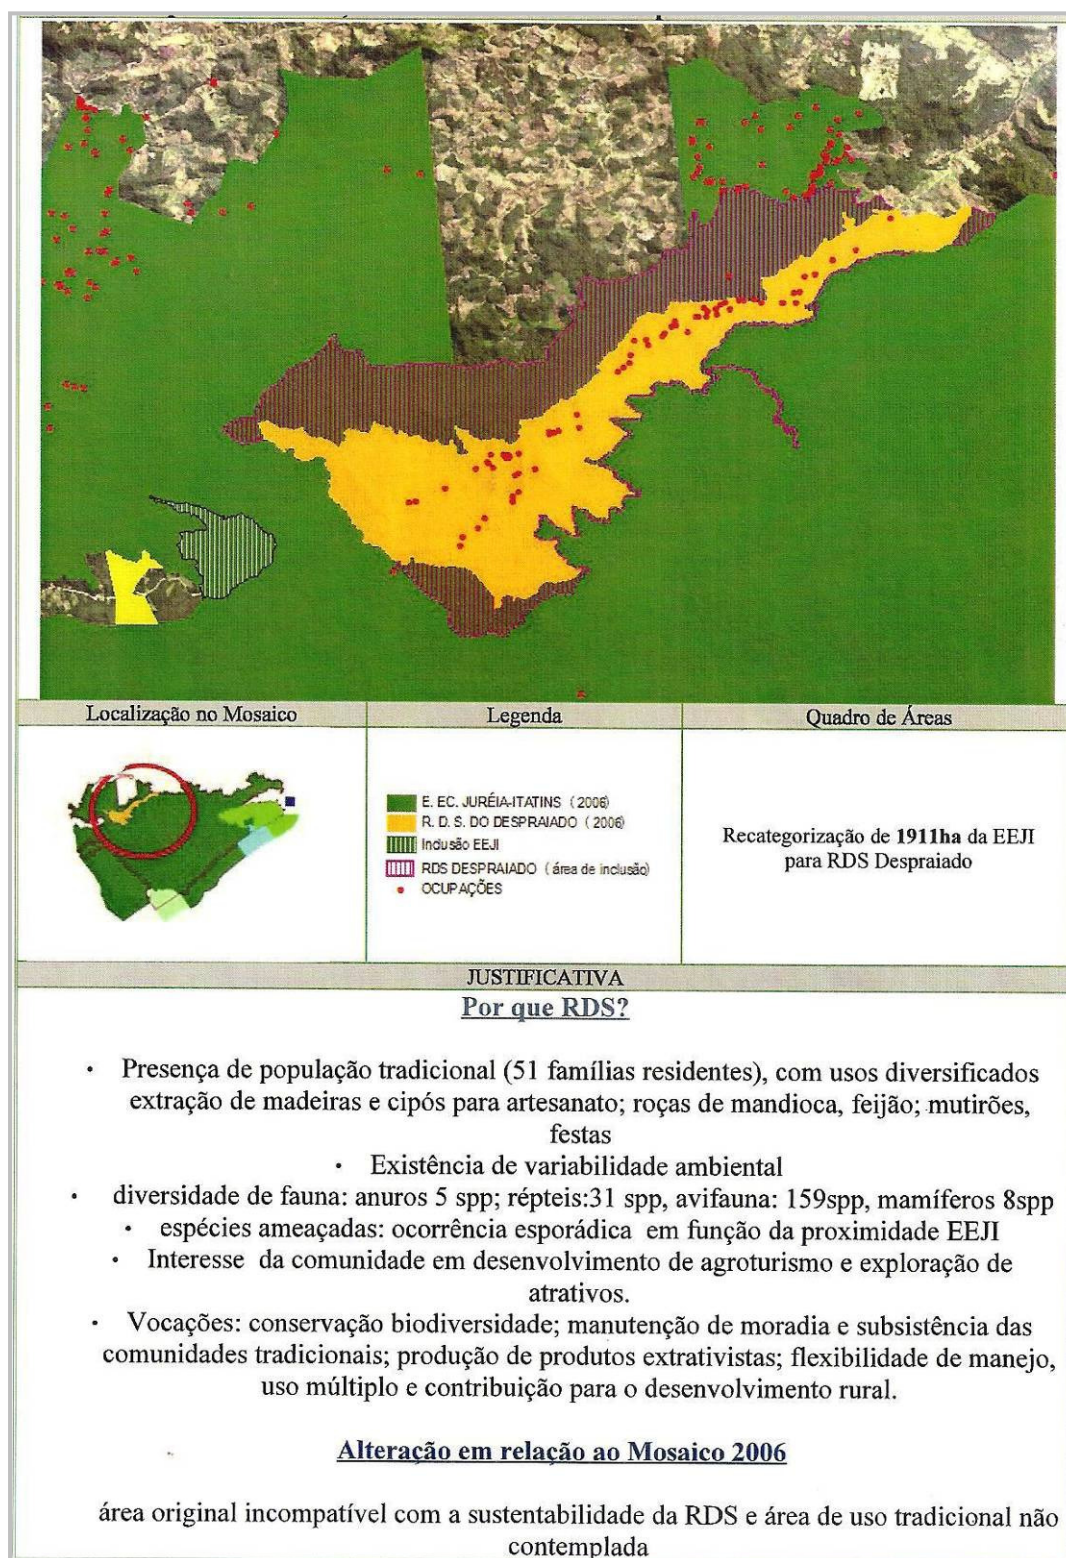 Localização no Mosaico
Legenda
Quadro de Áreas
E. EC. JURÉIA-ITATINS (2006)
R. D. S. DO DESPRAIADO (2006)
Inclusão EEJI
RDS DESPRAIADO (área de inclusão)
OCUPAÇÕES
Recategorização de 1911ha da EEJI
para RDS Despraiado
JUSTIFICATIVA
Por que RDS?
• Presença de população tradicional (51 famílias residentes), com usos diversificados
extração de madeiras e cipós para artesanato; roças de mandioca, feijão; mutirões,
festas
• Existência de variabilidade ambiental
• diversidade de fauna: anuros 5 spp; répteis:31 spp, avifauna: 159spp, mamíferos 8spp
• espécies ameaçadas: ocorrência esporádica em função da proximidade EEJI
• Interesse da comunidade em desenvolvimento de agroturismo e exploração de
atrativos.
• Vocações: conservação biodiversidade; manutenção de moradia e subsistência das
comunidades tradicionais; produção de produtos extrativistas; flexibilidade de manejo,
uso múltiplo e contribuição para o desenvolvimento rural.
Alteração em relação ao Mosaico 2006
área original incompatível com a sustentabilidade da RDS e área de uso tradicional não
contemplada